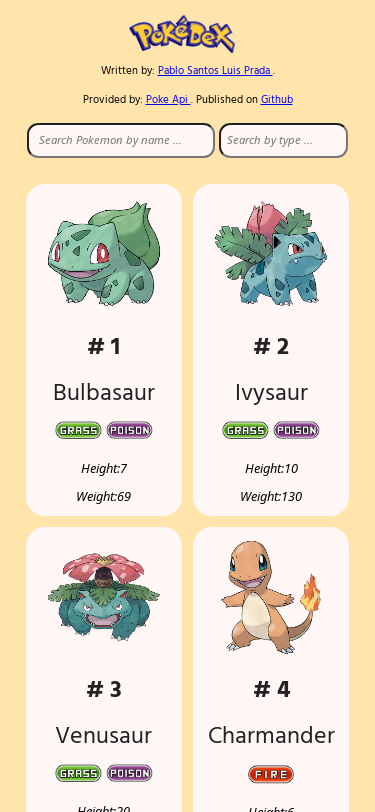 POKéDEX
Written by: Pablo Santos Luis Prada .
Provided by: Poke Api . Published on Github
Search Pokemon by name ... Search by type ...
# 1 # 2
Bulbasaur Ivysaur
GRASS POISON GRASS POISON
Height:7 Height:10
Weight:69 Weight:130
# 3 # 4
Venusaur Charmander
GRASS POISON FIRE
Height:20 Height:6